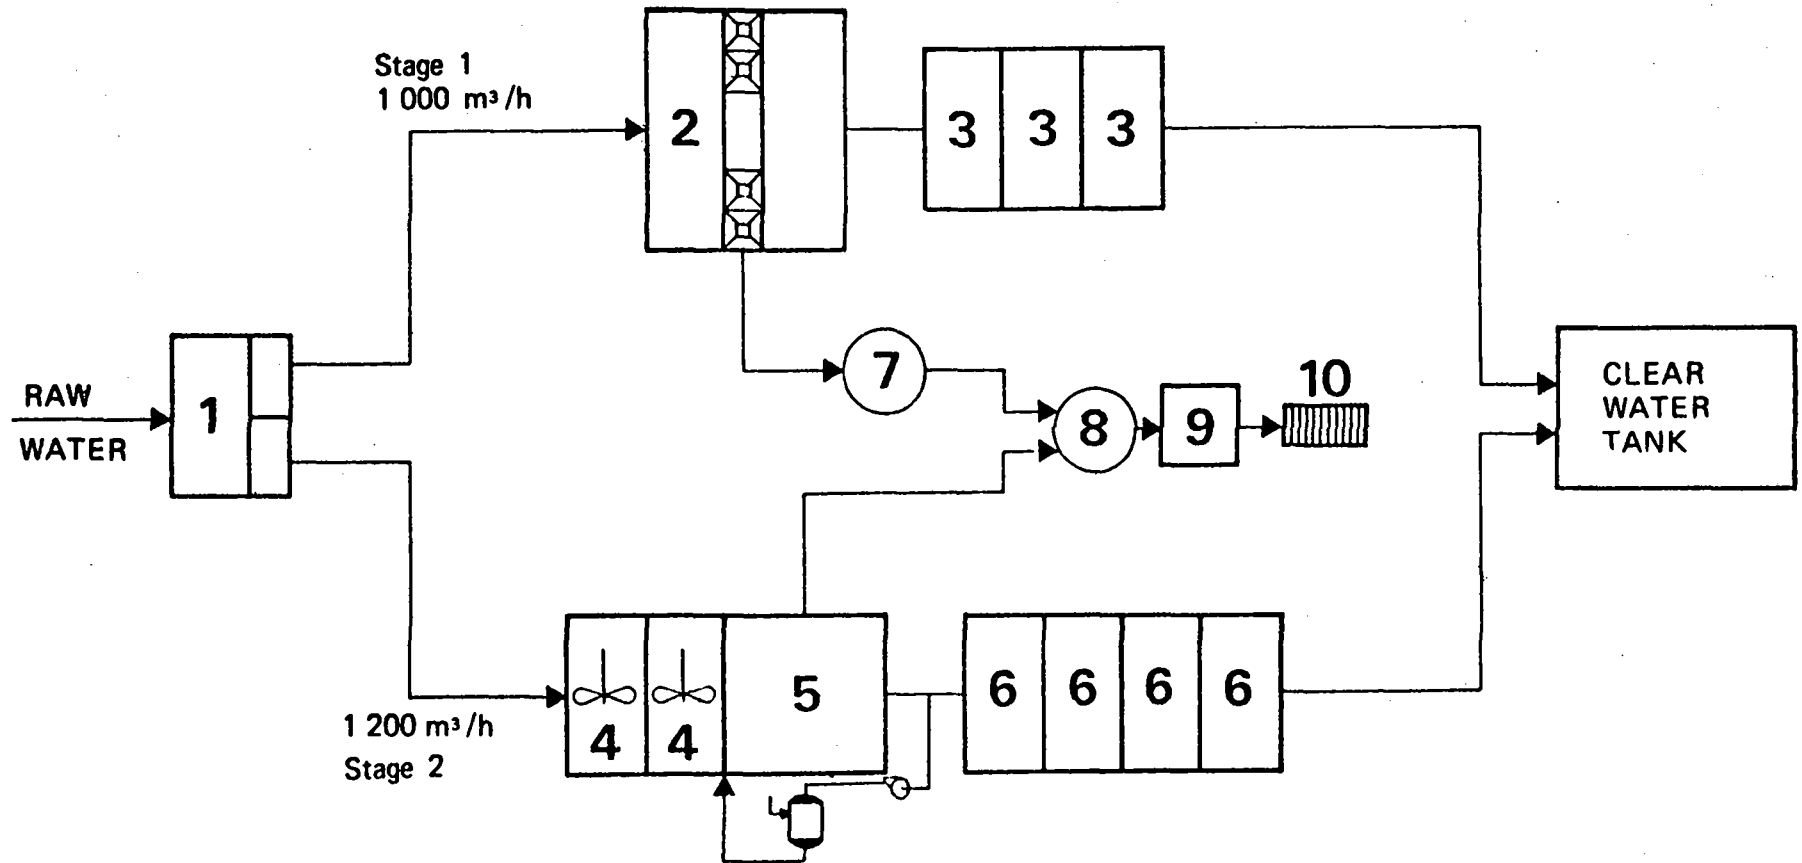 Stage 1
1 000 m³/h
2
3 3 3
RAW
WATER
1
7
8
9
10
CLEAR
WATER
TANK
1 200 m³/h
Stage 2
4 4
5
6 6 6 6